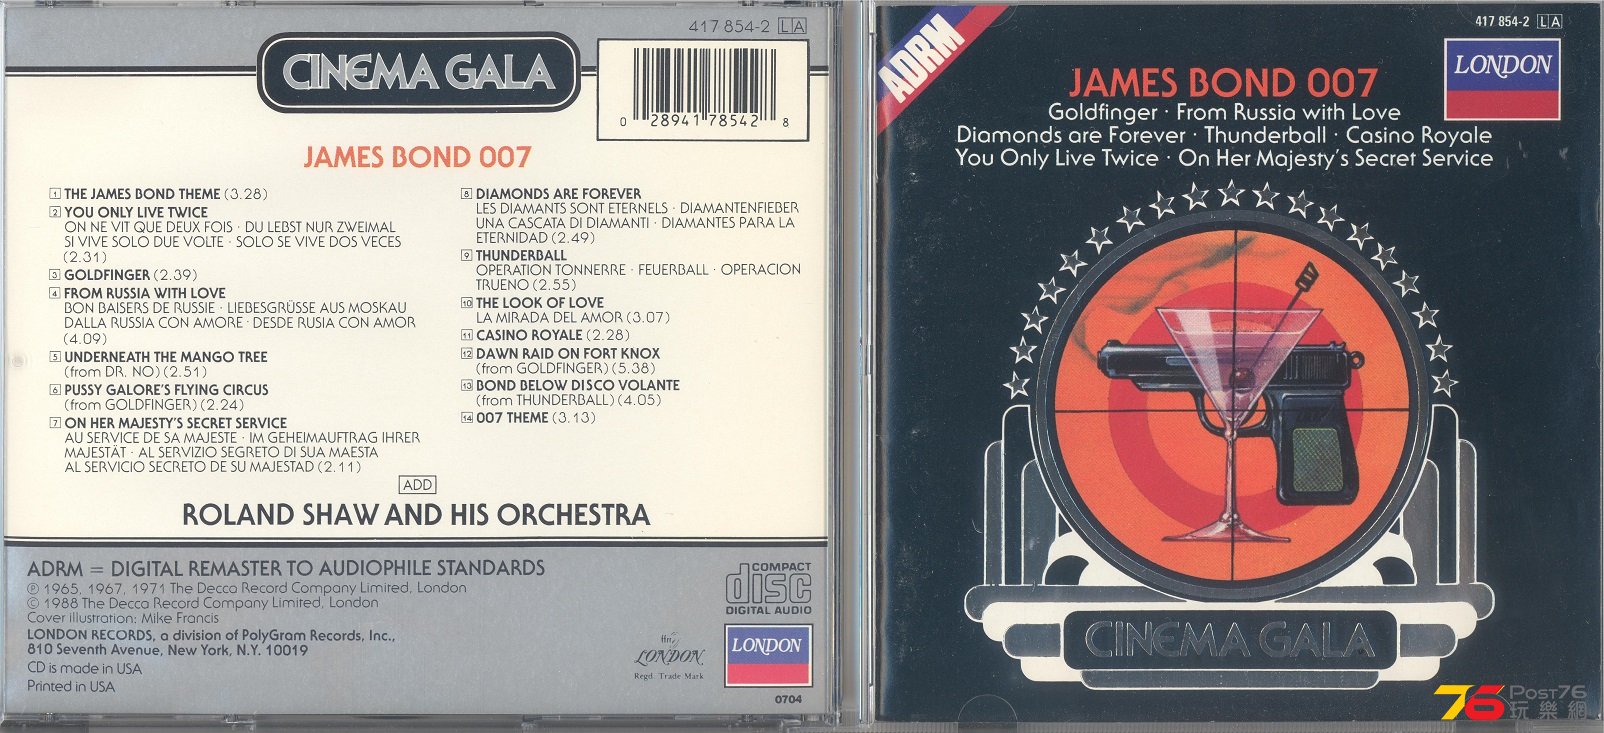 417 854-2 LA
CINEMA GALA
0 28941 78542 8
JAMES BOND 007
1 THE JAMES BOND THEME (3.28)
2 YOU ONLY LIVE TWICE
ON NE VIT QUE DEUX FOIS · DU LEBST NUR ZWEIMAL
SI VIVE SOLO DUE VOLTE · SOLO SE VIVE DOS VECES
(2.31)
3 GOLDFINGER (2.39)
4 FROM RUSSIA WITH LOVE
BON BAISERS DE RUSSIE · LIEBESGRÜSSE AUS MOSKAU
DALLA RUSSIA CON AMORE · DESDE RUSIA CON AMOR
(4.09)
5 UNDERNEATH THE MANGO TREE
(from DR. NO) (2.51)
6 PUSSY GALORE'S FLYING CIRCUS
(from GOLDFINGER) (2.24)
7 ON HER MAJESTY'S SECRET SERVICE
AU SERVICE DE SA MAJESTE · IM GEHEIMAUFTRAG IHRER
MAJESTÄT · AL SERVIZIO SEGRETO DI SUA MAESTA
AL SERVICIO SECRETO DE SU MAJESTAD (2.11)
8 DIAMONDS ARE FOREVER
LES DIAMANTS SONT ETERNELS · DIAMANTENFIEBER
UNA CASCATA DI DIAMANTI · DIAMANTES PARA LA
ETERNIDAD (2.49)
9 THUNDERBALL
OPERATION TONNERRE · FEUERBALL · OPERACION
TRUENO (2.55)
10 THE LOOK OF LOVE
LA MIRADA DEL AMOR (3.07)
11 CASINO ROYALE (2.28)
12 DAWN RAID ON FORT KNOX
(from GOLDFINGER) (5.38)
13 BOND BELOW DISCO VOLANTE
(from THUNDERBALL) (4.05)
14 007 THEME (3.13)
ADD
ROLAND SHAW AND HIS ORCHESTRA
ADRM = DIGITAL REMASTER TO AUDIOPHILE STANDARDS
℗ 1965, 1967, 1971 The Decca Record Company Limited, London
© 1988 The Decca Record Company Limited, London
Cover illustration: Mike Francis
LONDON RECORDS, a division of PolyGram Records, Inc.,
810 Seventh Avenue, New York, N.Y. 10019
CD is made in USA
Printed in USA
COMPACT
disc
DIGITAL AUDIO
ffrr
LONDON
Regd. Trade Mark
LONDON
0704
ADRM
417 854-2 LA
LONDON
JAMES BOND 007
Goldfinger · From Russia with Love
Diamonds are Forever · Thunderball · Casino Royale
You Only Live Twice · On Her Majesty's Secret Service
CINEMA GALA
76 POST76
玩樂網